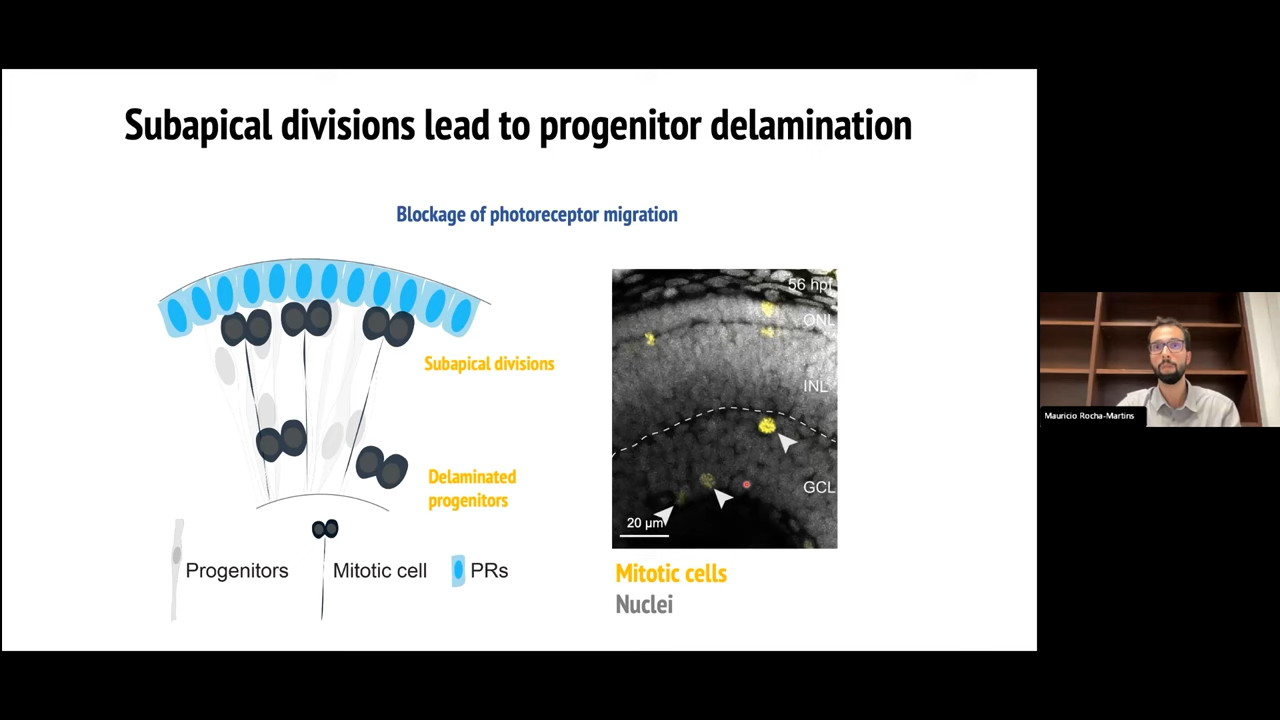 Subapical divisions lead to progenitor delamination
Blockage of photoreceptor migration
Subapical divisions
Delaminated
progenitors
Progenitors
Mitotic cell
PRs
56 hpf
ONL
INL
GCL
20 µm
Mitotic cells
Nuclei
Mauricio Rocha-Martins